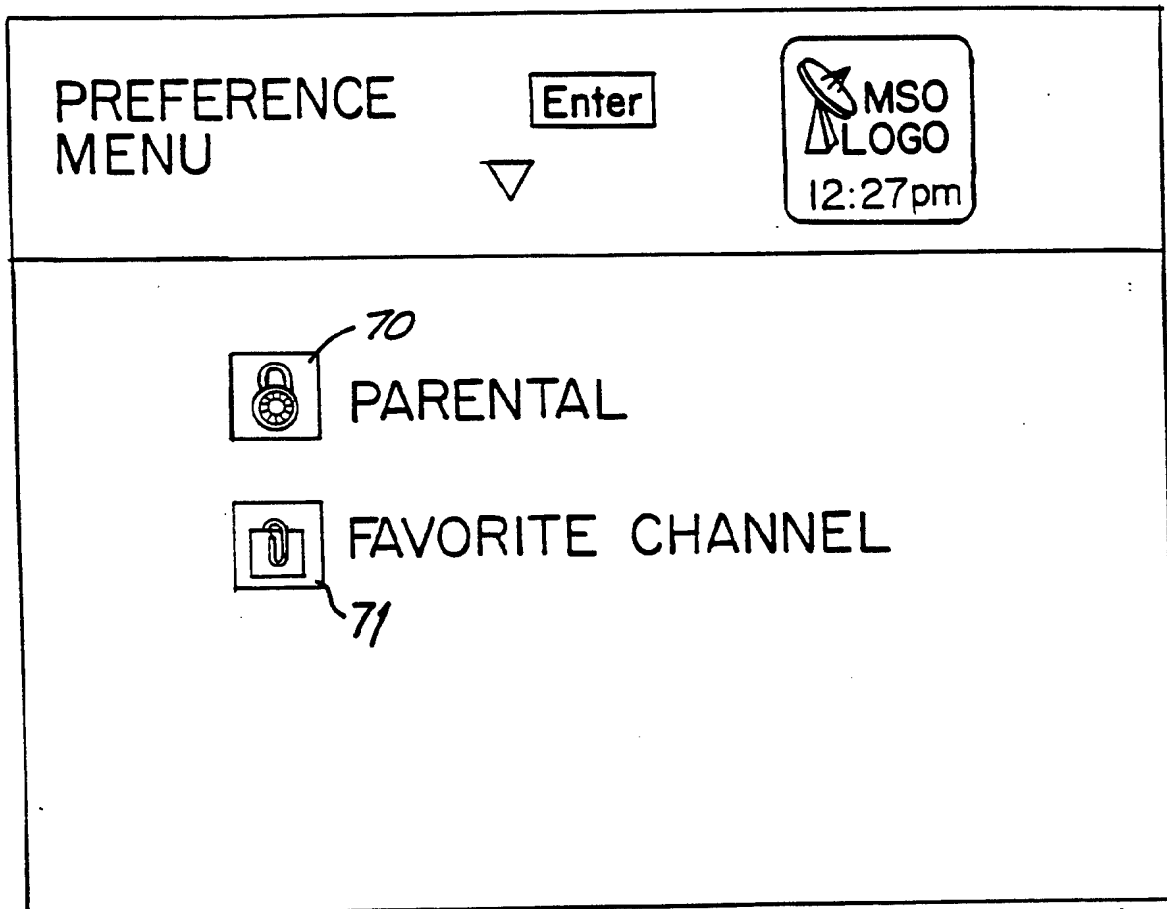 PREFERENCE
MENU
Enter
MSO
LOGO
12:27pm
70
PARENTAL
FAVORITE CHANNEL
71